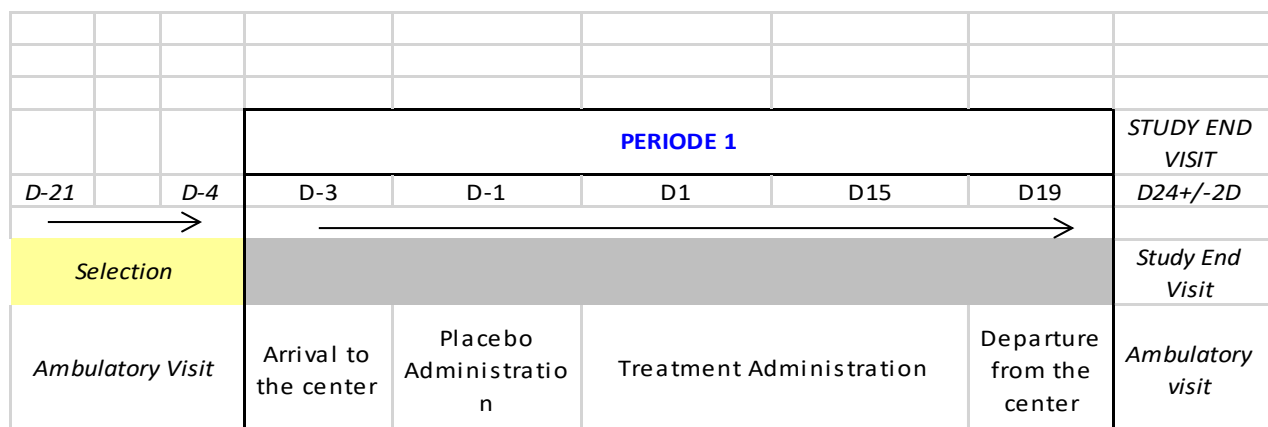 PERIODE 1
STUDY END
VISIT
D-21 D-4 D-3 D-1 D1 D15 D19 D24+/-2D
Selection
Study End
Visit
Ambulatory Visit
Arrival to
the center
Placebo
Administratio
n
Treatment Administration
Departure
from the
center
Ambulatory
visit